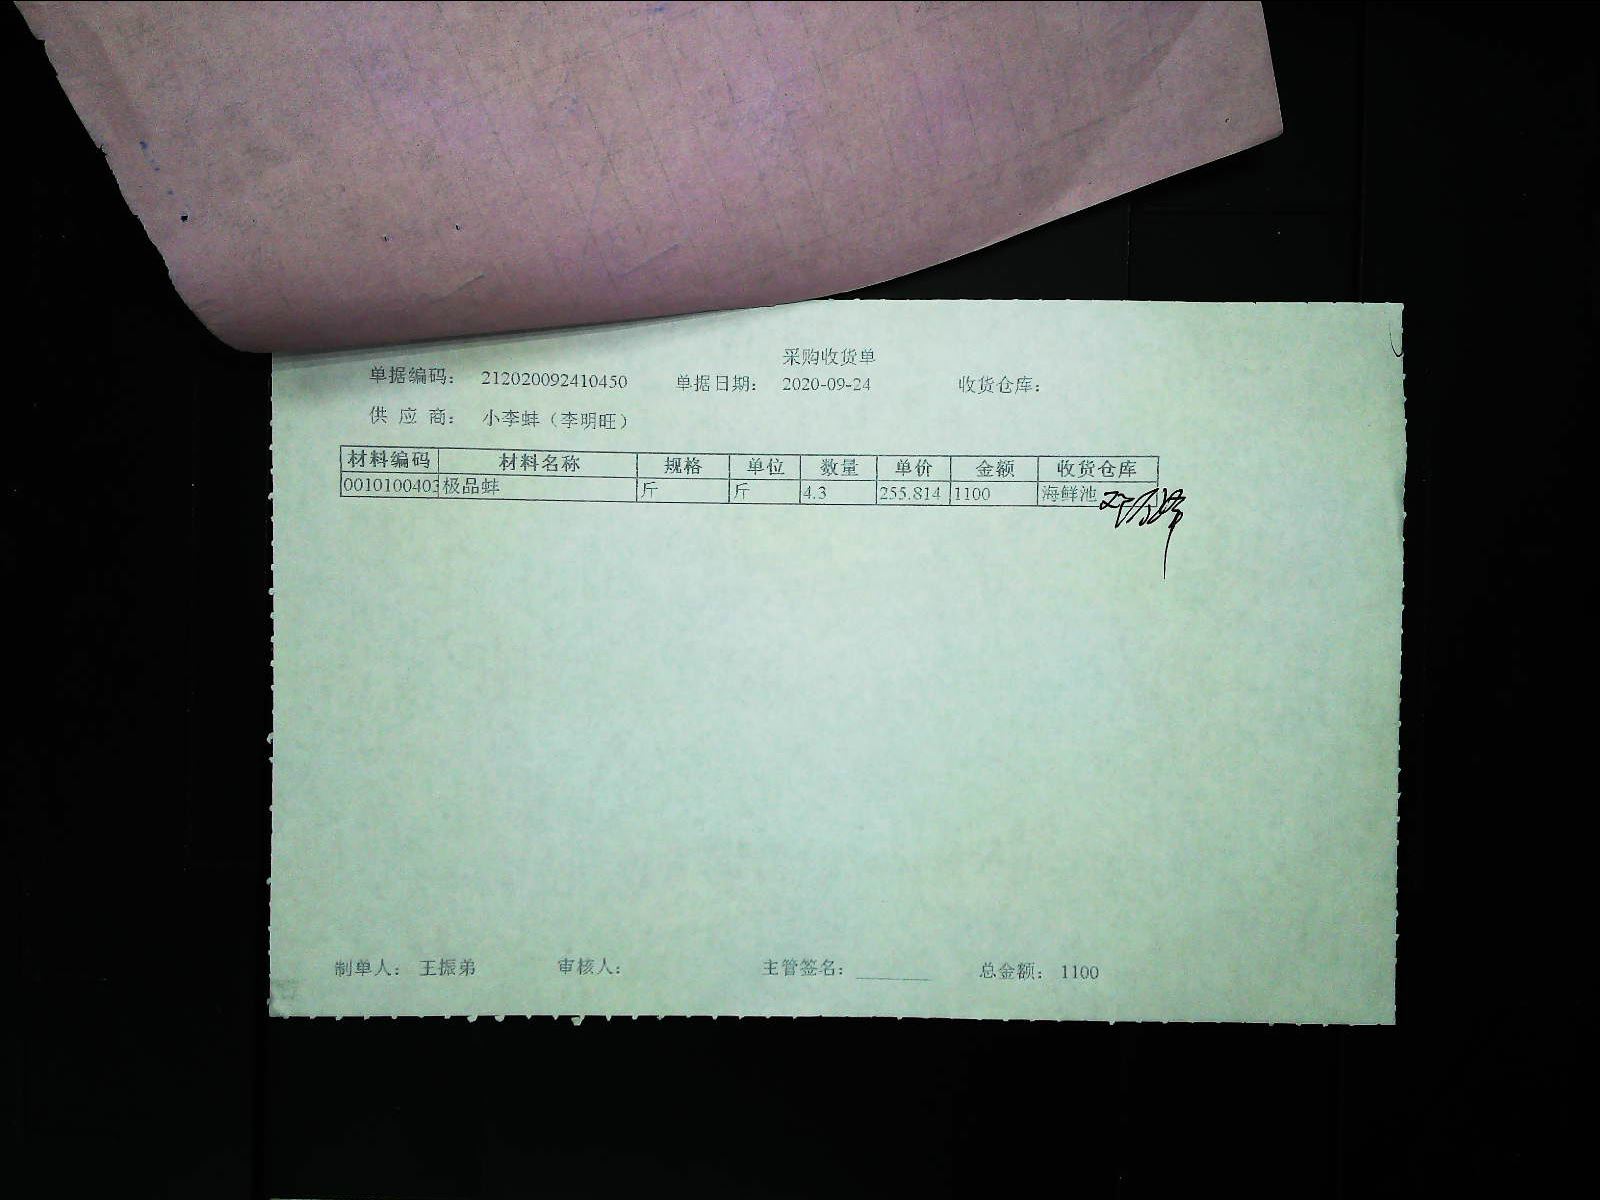 采购收货单
单据编码： 212020092410450 单据日期： 2020-09-24 收货仓库：
供 应 商： 小李蚌（李明旺）
材料编码 材料名称 规格 单位 数量 单价 金额 收货仓库
0010100403 极品蚌 斤 斤 4.3 255.814 1100 海鲜池
制单人： 王振弟 审核人： 主管签名： 总金额： 1100